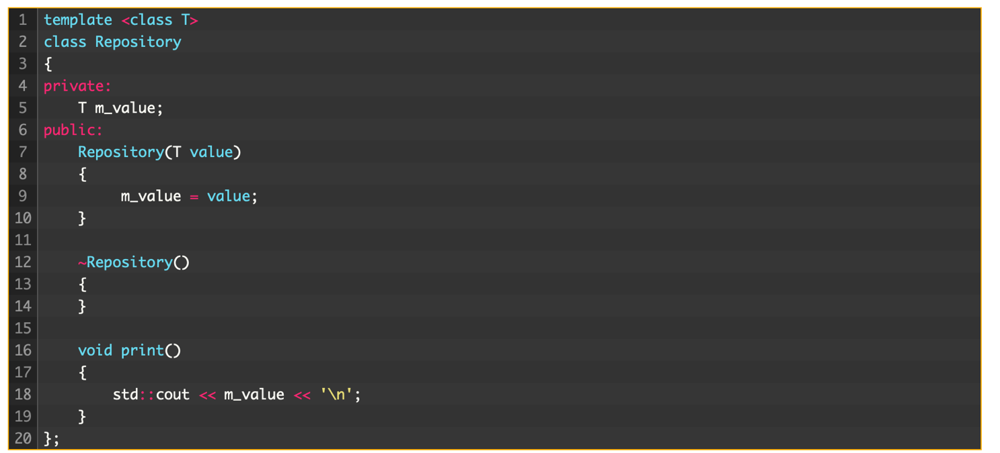 1 template <class T>
2 class Repository
3 {
4 private:
5     T m_value;
6 public:
7     Repository(T value)
8     {
9          m_value = value;
10     }
11
12     ~Repository()
13     {
14     }
15
16     void print()
17     {
18         std::cout << m_value << '\n';
19     }
20 };